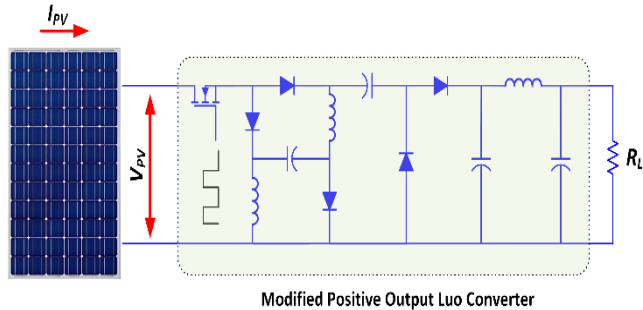 I_PV
V_PV
R_L
Modified Positive Output Luo Converter